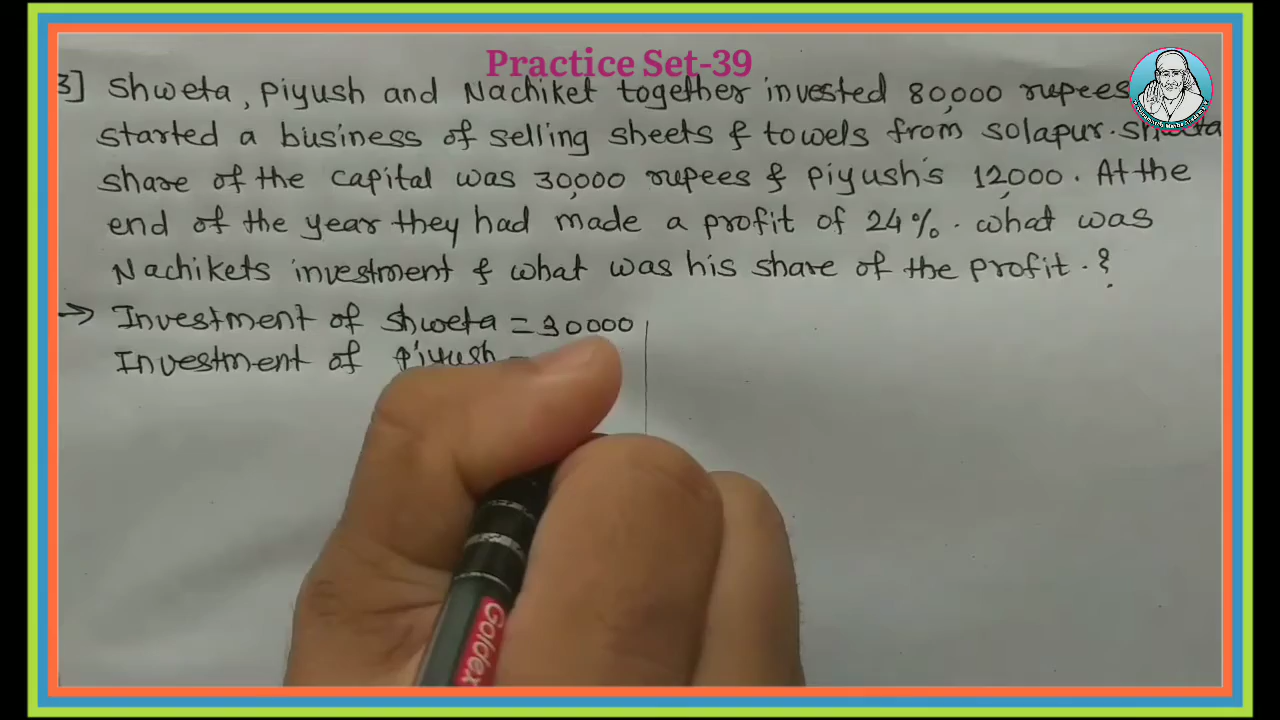 Practice Set-39
3] Shweta, Piyush and Nachiket together invested 80,000 rupees
started a business of selling sheets & towels from solapur. Shweta
share of the capital was 30,000 rupees & Piyush's 12,000. At the
end of the year they had made a profit of 24%. what was
Nachikets investment & what was his share of the profit.?
→ Investment of shweta = 30000
Investment of Piyush =
Goldex